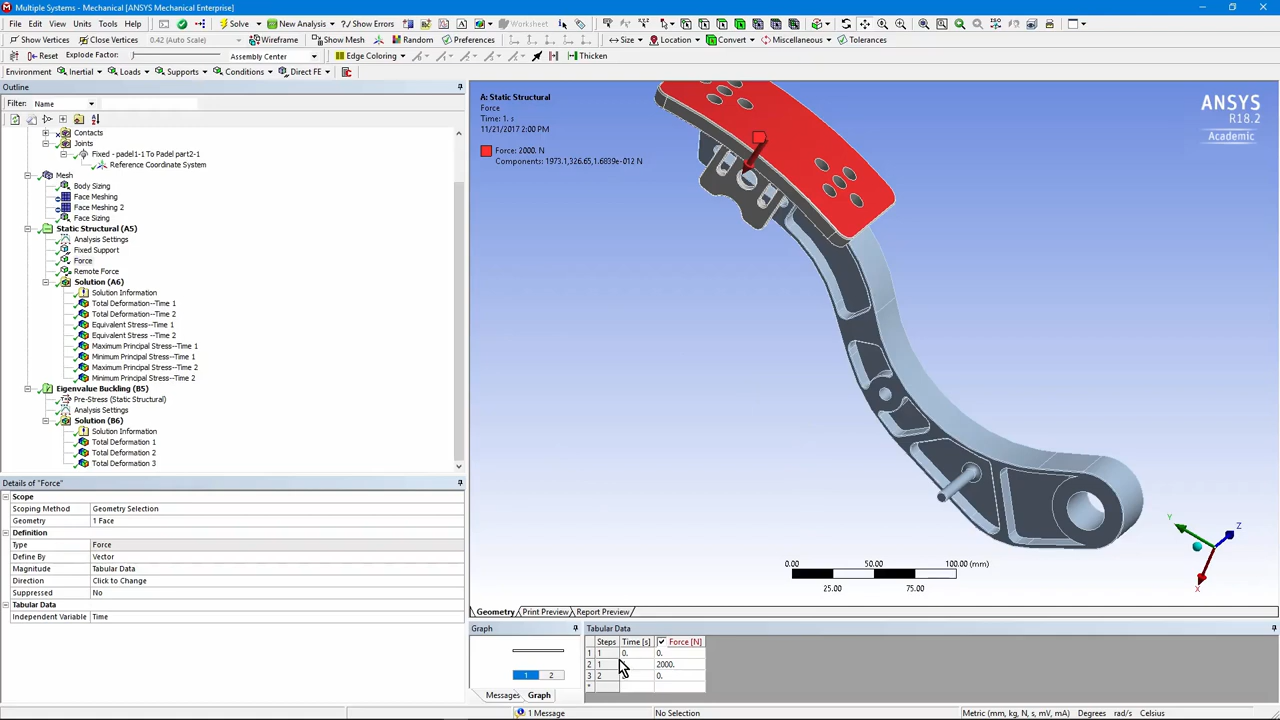 Multiple Systems - Mechanical [ANSYS Mechanical Enterprise]
File Edit View Units Tools Help Solve New Analysis ? Show Errors Worksheet
Show Vertices Close Vertices 0.42 (Auto Scale) Wireframe Show Mesh Random Preferences Size Location Convert Miscellaneous Tolerances
Reset Explode Factor: Assembly Center Edge Coloring Thicken
Environment Inertial Loads Supports Conditions Direct FE
Outline
Filter: Name
Contacts
Joints
Fixed - padel1-1 To Padel part2-1
Reference Coordinate System
Mesh
Body Sizing
Face Meshing
Face Meshing 2
Face Sizing
Static Structural (A5)
Analysis Settings
Fixed Support
Force
Remote Force
Solution (A6)
Solution Information
Total Deformation--Time 1
Total Deformation--Time 2
Equivalent Stress--Time 1
Equivalent Stress--Time 2
Maximum Principal Stress--Time 1
Minimum Principal Stress--Time 1
Maximum Principal Stress--Time 2
Minimum Principal Stress--Time 2
Eigenvalue Buckling (B5)
Pre-Stress (Static Structural)
Analysis Settings
Solution (B6)
Solution Information
Total Deformation 1
Total Deformation 2
Total Deformation 3
Details of "Force"
Scope
Scoping Method Geometry Selection
Geometry 1 Face
Definition
Type Force
Define By Vector
Magnitude Tabular Data
Direction Click to Change
Suppressed No
Tabular Data
Independent Variable Time
A: Static Structural
Force
Time: 1. s
11/21/2017 2:00 PM
Force: 2000. N
Components: 1973.1,326.65,1.6839e-012 N
ANSYS
R18.2
Academic
0.00 50.00 100.00 (mm)
25.00 75.00
Y Z X
Geometry Print Preview Report Preview
Graph
1 2
Messages Graph
Tabular Data
Steps Time [s] Force [N]
1 1 0. 0.
2 1 2000.
3 2 0.
*
1 Message No Selection Metric (mm, kg, N, s, mV, mA) Degrees rad/s Celsius